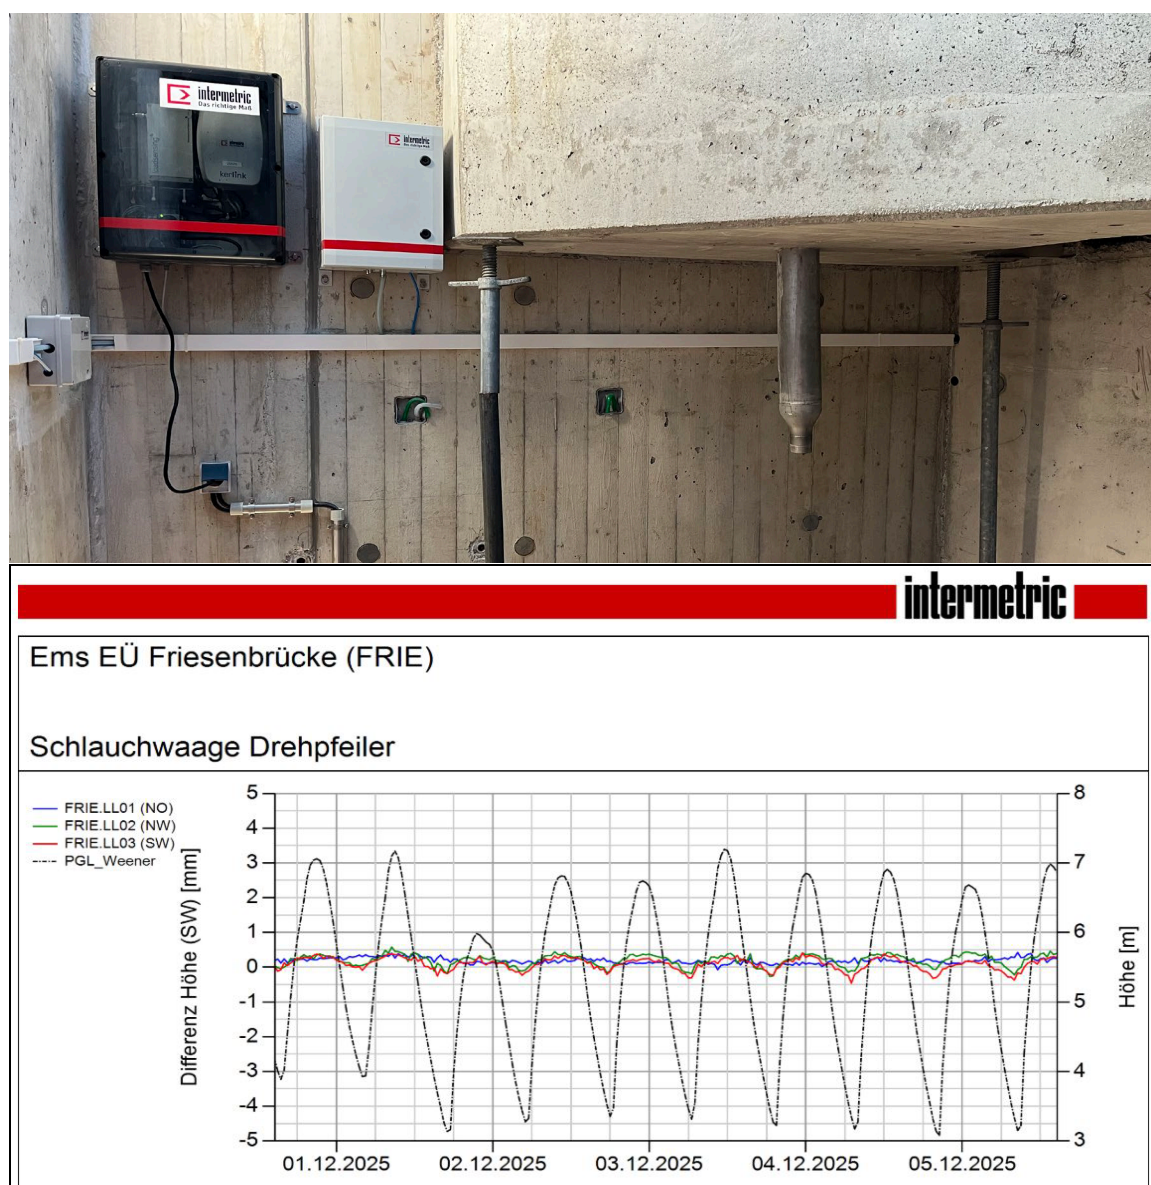 intermetric
Das richtige Maß
kerlink
intermetric
Das richtige Maß
intermetric
Ems EÜ Friesenbrücke (FRIE)
Schlauchwaage Drehpfeiler
FRIE.LL01 (NO)
FRIE.LL02 (NW)
FRIE.LL03 (SW)
PGL_Weener
Differenz Höhe (SW) [mm]
5
4
3
2
1
0
-1
-2
-3
-4
-5
8
7
6
5
4
3
Höhe [m]
01.12.2025 02.12.2025 03.12.2025 04.12.2025 05.12.2025